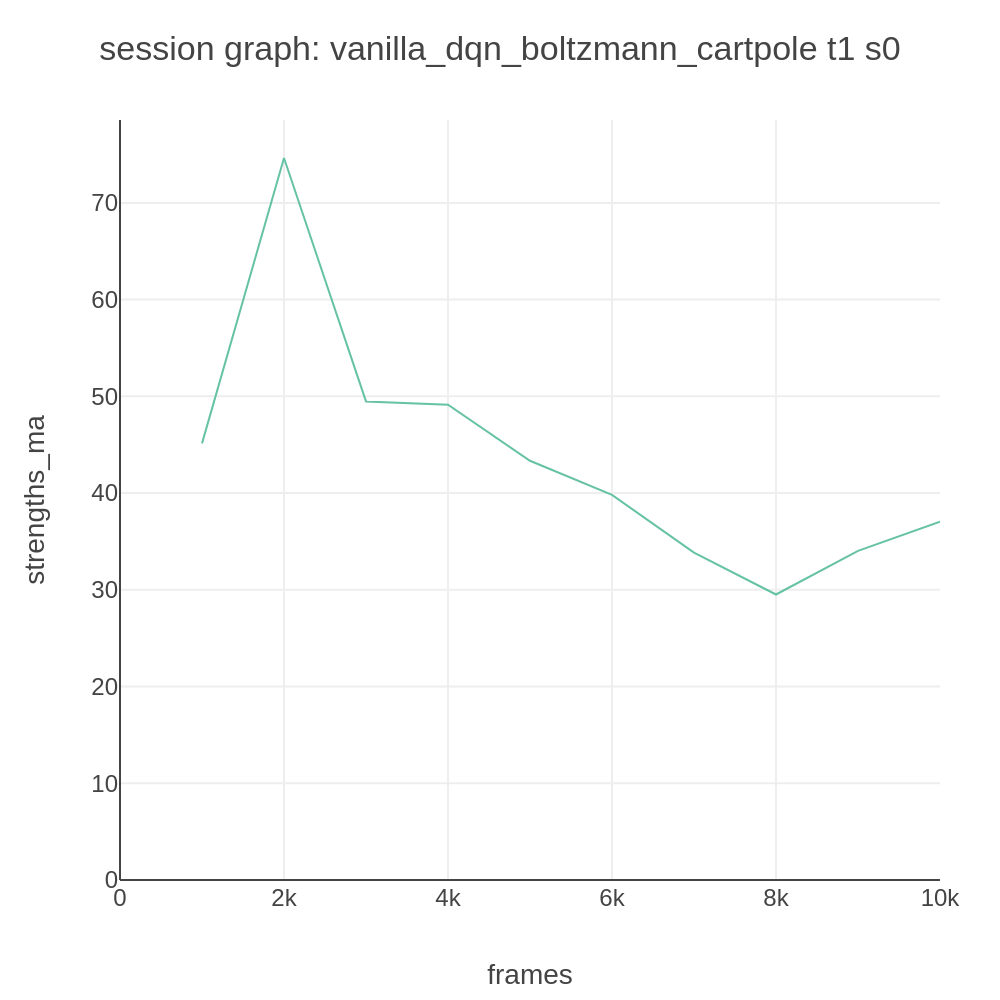 session graph: vanilla_dqn_boltzmann_cartpole t1 s0
strengths_ma
70
60
50
40
30
20
10
0
0 2k 4k 6k 8k 10k
frames